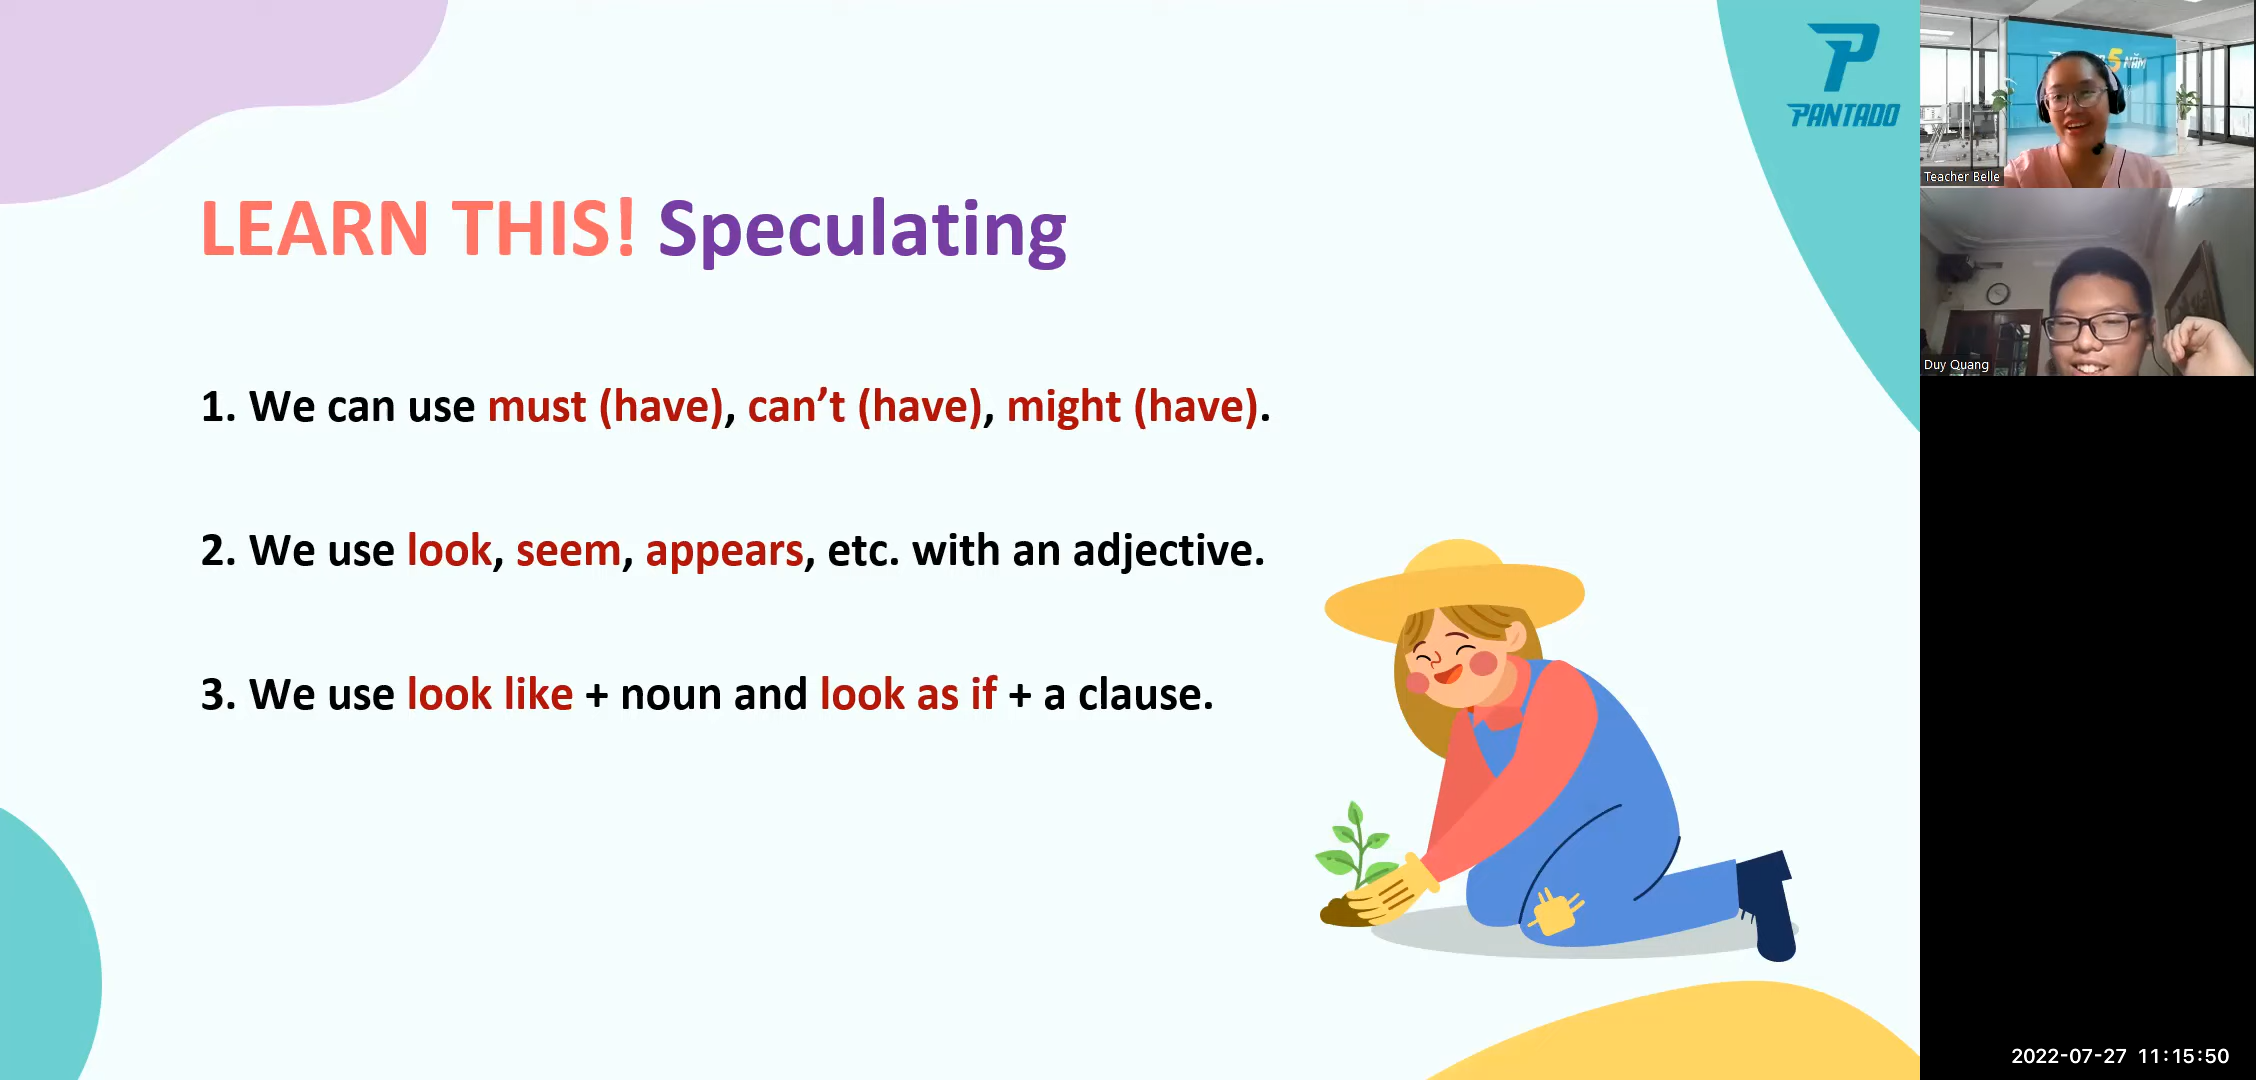 LEARN THIS! Speculating
1. We can use must (have), can’t (have), might (have).
2. We use look, seem, appears, etc. with an adjective.
3. We use look like + noun and look as if + a clause.
PANTADO
5 NĂM
Teacher Belle
Duy Quang
2022-07-27 11:15:50